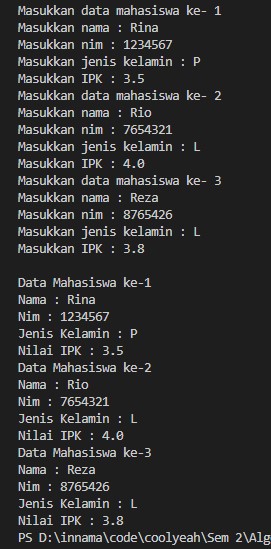 Masukkan data mahasiswa ke- 1
Masukkan nama : Rina
Masukkan nim : 1234567
Masukkan jenis kelamin : P
Masukkan IPK : 3.5
Masukkan data mahasiswa ke- 2
Masukkan nama : Rio
Masukkan nim : 7654321
Masukkan jenis kelamin : L
Masukkan IPK : 4.0
Masukkan data mahasiswa ke- 3
Masukkan nama : Reza
Masukkan nim : 8765426
Masukkan jenis kelamin : L
Masukkan IPK : 3.8

Data Mahasiswa ke-1
Nama : Rina
Nim : 1234567
Jenis Kelamin : P
Nilai IPK : 3.5
Data Mahasiswa ke-2
Nama : Rio
Nim : 7654321
Jenis Kelamin : L
Nilai IPK : 4.0
Data Mahasiswa ke-3
Nama : Reza
Nim : 8765426
Jenis Kelamin : L
Nilai IPK : 3.8
PS D:\innama\code\coolyeah\Sem 2\Alg